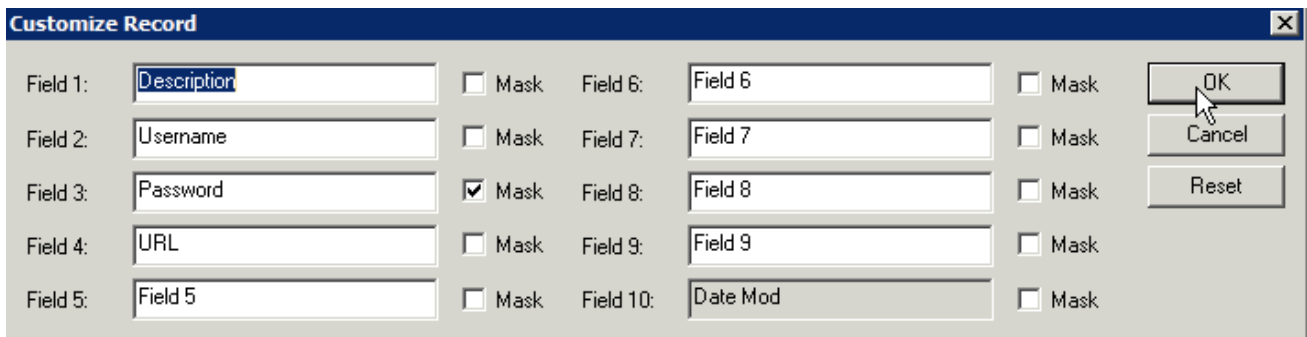 Customize Record
Field 1: Description Mask Field 6: Field 6 Mask OK
Field 2: Username Mask Field 7: Field 7 Mask Cancel
Field 3: Password Mask Field 8: Field 8 Mask Reset
Field 4: URL Mask Field 9: Field 9 Mask
Field 5: Field 5 Mask Field 10: Date Mod Mask